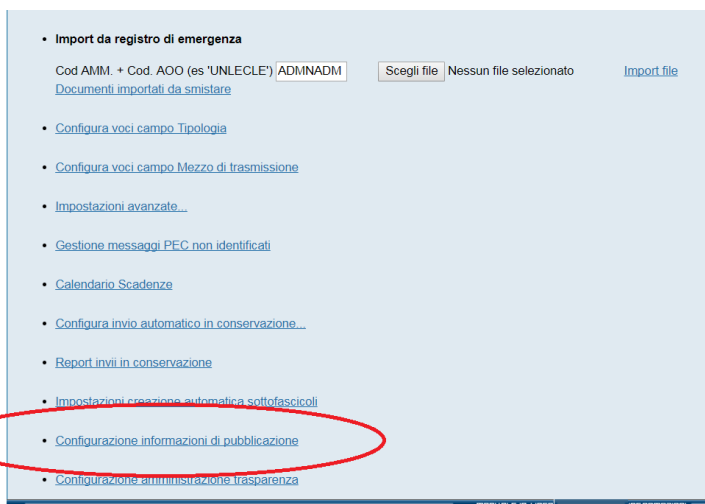 Import da registro di emergenza
Cod AMM. + Cod. AOO (es 'UNLECLE') ADMNADM Scegli file Nessun file selezionato Import file
Documenti importati da smistare
Configura voci campo Tipologia
Configura voci campo Mezzo di trasmissione
Impostazioni avanzate...
Gestione messaggi PEC non identificati
Calendario Scadenze
Configura invio automatico in conservazione...
Report invii in conservazione
Impostazioni creazione automatica sottofascicoli
Configurazione informazioni di pubblicazione
Configurazione amministrazione trasparenza